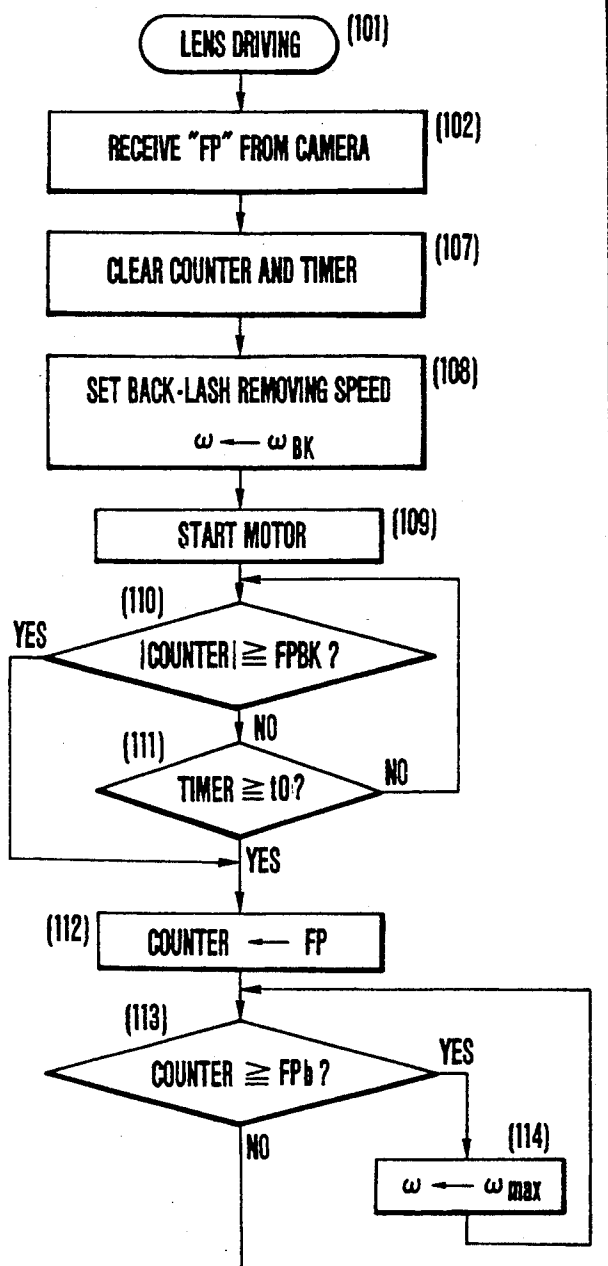 LENS DRIVING
(101)
RECEIVE "FP" FROM CAMERA
(102)
CLEAR COUNTER AND TIMER
(107)
SET BACK-LASH REMOVING SPEED
ω ← ωBK
(108)
START MOTOR
(109)
(110)
YES
|COUNTER| ≧ FPBK ?
NO
(111)
TIMER ≧ t0 ?
NO
YES
(112)
COUNTER ← FP
(113)
COUNTER ≧ FPb ?
YES
NO
(114)
ω ← ωmax